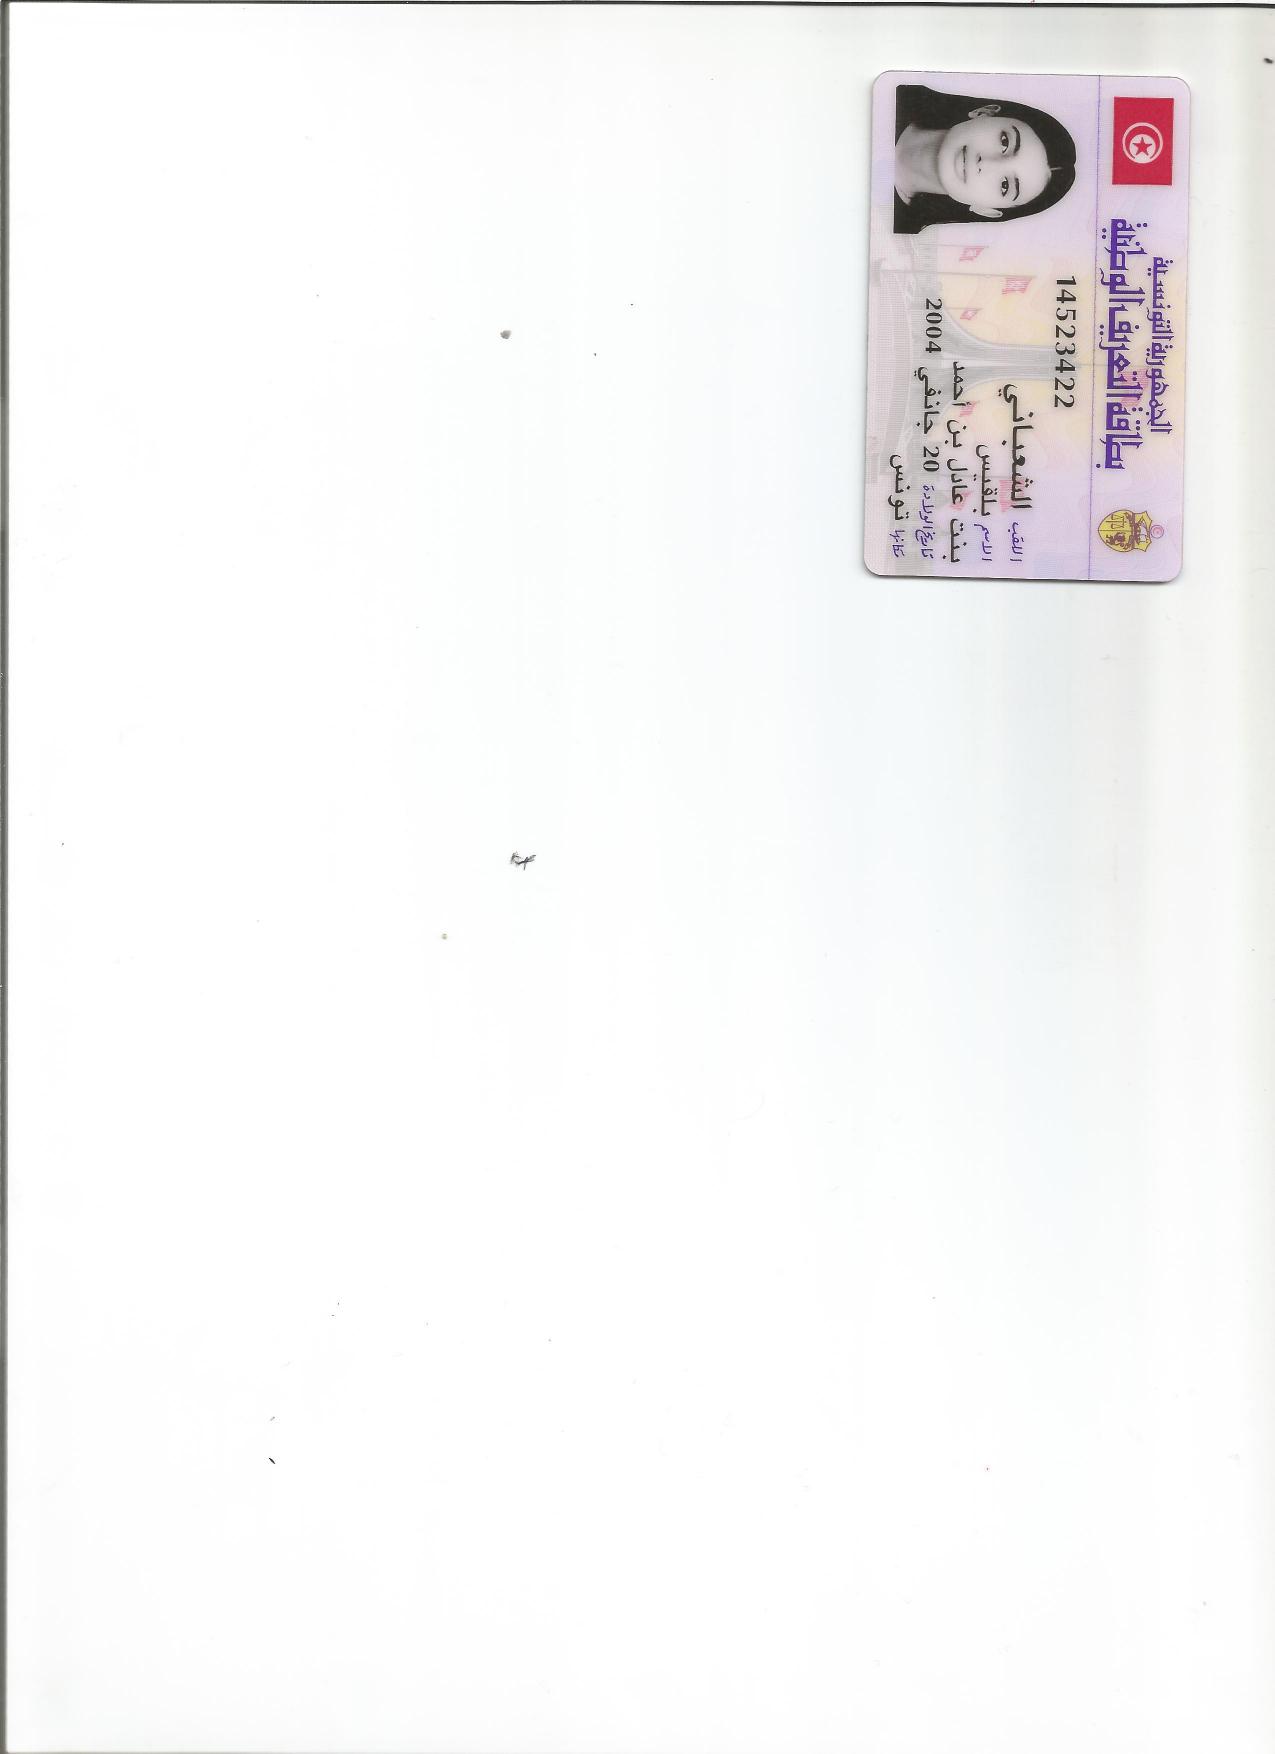 الجمهورية التونسية
بطاقة التعريف الوطنية
14523422
اللقب الشعباني
الاسم بلقيس
بنت عادل بن أحمد
تاريخ الولادة 20 جانفي 2004
مكانها تونس